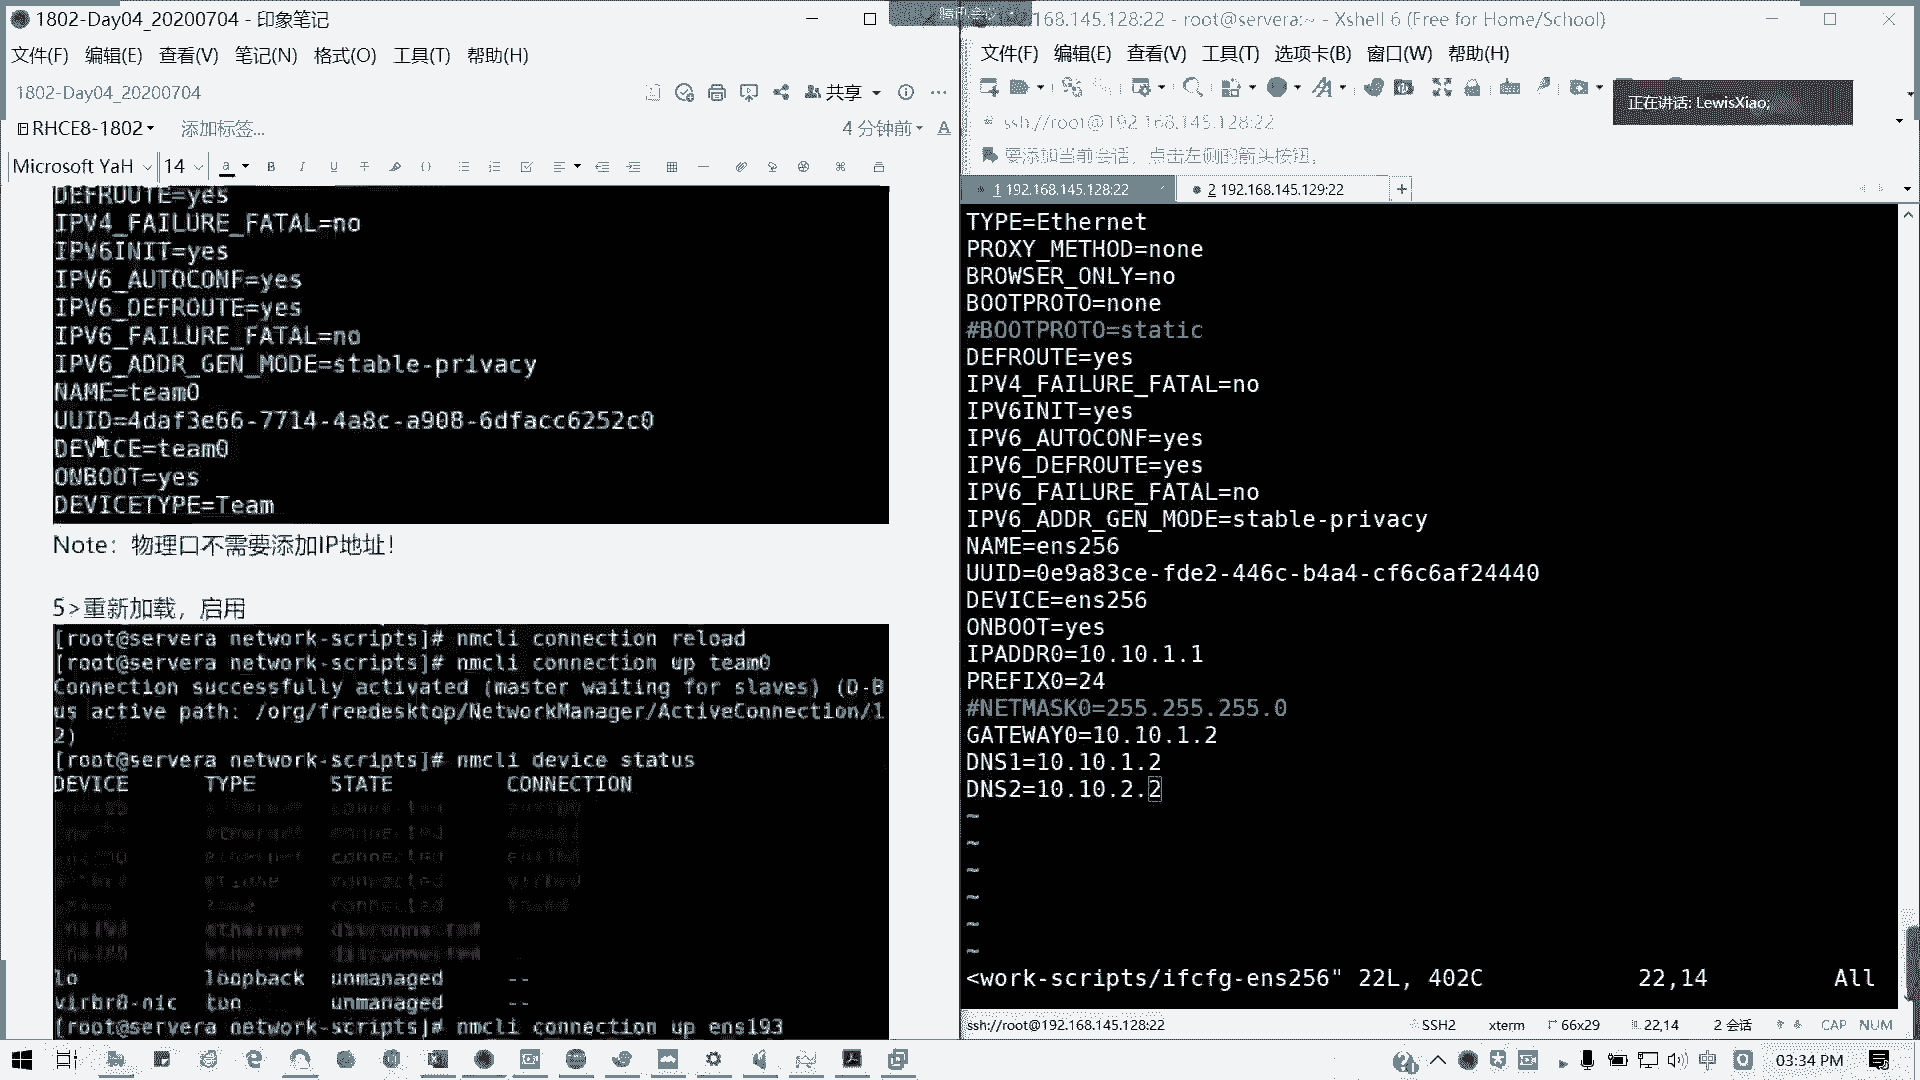 1802-Day04_20200704 - 印象笔记
文件(F) 编辑(E) 查看(V) 笔记(N) 格式(O) 工具(T) 帮助(H)
1802-Day04_20200704
共享
RHCE8-1802
添加标签...
4 分钟前
Microsoft YaH
14
DEFROUTE=yes
IPV4_FAILURE_FATAL=no
IPV6INIT=yes
IPV6_AUTOCONF=yes
IPV6_DEFROUTE=yes
IPV6_FAILURE_FATAL=no
IPV6_ADDR_GEN_MODE=stable-privacy
NAME=team0
UUID=4daf3e66-7714-4a8c-a908-6dfacc6252c0
DEVICE=team0
ONBOOT=yes
DEVICETYPE=Team
Note：物理口不需要添加IP地址！
5>重新加载，启用
[root@servera network-scripts]# nmcli connection reload
[root@servera network-scripts]# nmcli connection up team0
Connection successfully activated (master waiting for slaves) (D-B
us active path: /org/freedesktop/NetworkManager/ActiveConnection/1
2)
[root@servera network-scripts]# nmcli device status
DEVICE TYPE STATE CONNECTION
lo loopback unmanaged --
virbr0-nic tun unmanaged --
[root@servera network-scripts]# nmcli connection up ens193
腾讯会议
192.168.145.128:22 - root@servera:~ - Xshell 6 (Free for Home/School)
文件(F) 编辑(E) 查看(V) 工具(T) 选项卡(B) 窗口(W) 帮助(H)
正在讲话: LewisXiao;
ssh://root@192.168.145.128:22
要添加当前会话，点击左侧的箭头按钮。
1 192.168.145.128:22
2 192.168.145.129:22
TYPE=Ethernet
PROXY_METHOD=none
BROWSER_ONLY=no
BOOTPROTO=none
#BOOTPROTO=static
DEFROUTE=yes
IPV4_FAILURE_FATAL=no
IPV6INIT=yes
IPV6_AUTOCONF=yes
IPV6_DEFROUTE=yes
IPV6_FAILURE_FATAL=no
IPV6_ADDR_GEN_MODE=stable-privacy
NAME=ens256
UUID=0e9a83ce-fde2-446c-b4a4-cf6c6af24440
DEVICE=ens256
ONBOOT=yes
IPADDR0=10.10.1.1
PREFIX0=24
#NETMASK0=255.255.255.0
GATEWAY0=10.10.1.2
DNS1=10.10.1.2
DNS2=10.10.2.2
~
~
~
~
~
~
<work-scripts/ifcfg-ens256" 22L, 402C 22,14 All
ssh://root@192.168.145.128:22 SSH2 xterm 66x29 22,14 2 会话 CAP NUM
中
03:34 PM